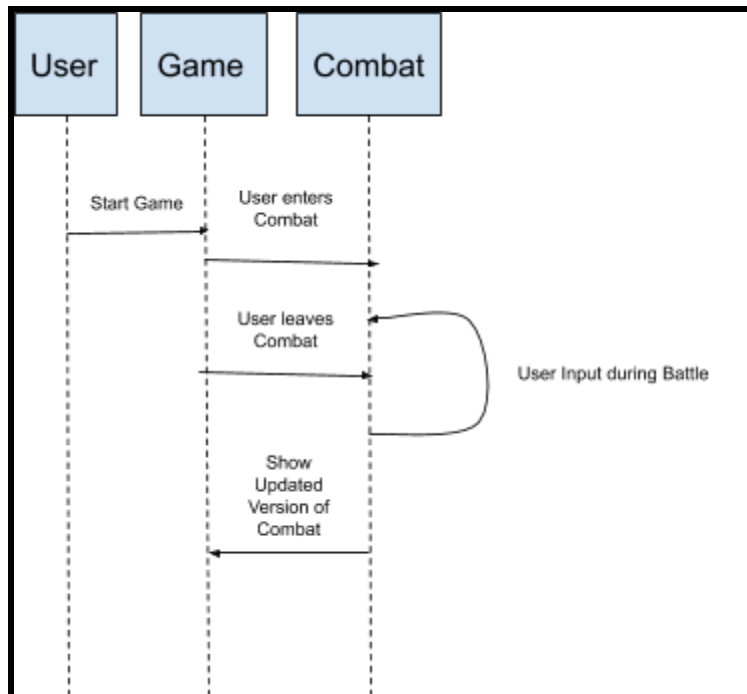 User
Game
Combat
Start Game
User enters
Combat
User leaves
Combat
User Input during Battle
Show
Updated
Version of
Combat